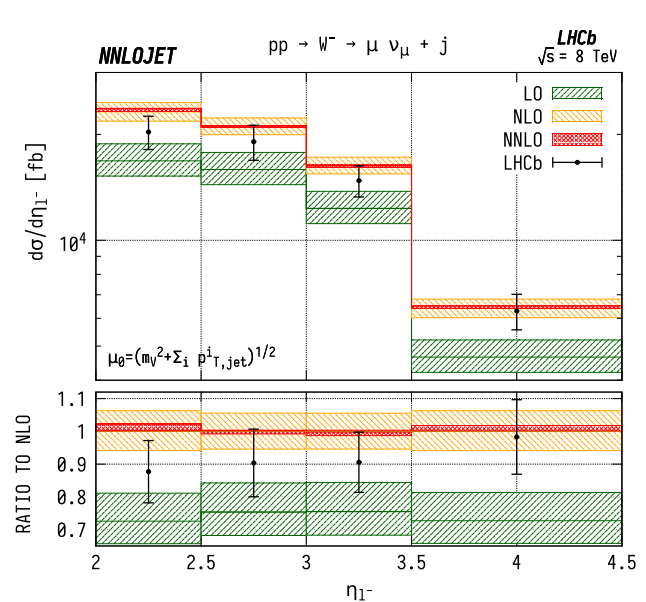 NNLOJET
pp → W⁻ → μ ν_μ + j
LHCb
√s = 8 TeV
LO
NLO
NNLO
LHCb
dσ/dη_l⁻ [fb]
10⁴
μ₀=(m_V²+Σ_i pⁱ_T,jet)^1/2
RATIO TO NLO
1.1
1
0.9
0.8
0.7
2 2.5 3 3.5 4 4.5
η_l⁻